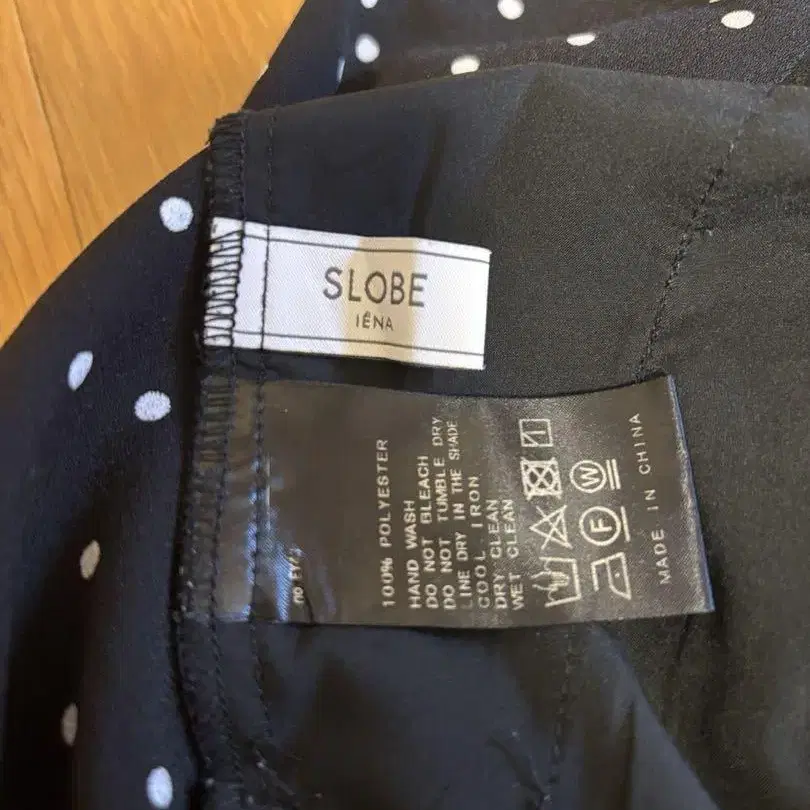 SLOBE
IÉNA
100% POLYESTER
HAND WASH
DO NOT BLEACH
DO NOT TUMBLE DRY
LINE DRY IN THE SHADE
COOL IRON
DRY CLEAN
WET CLEAN
F W
MADE IN CHINA